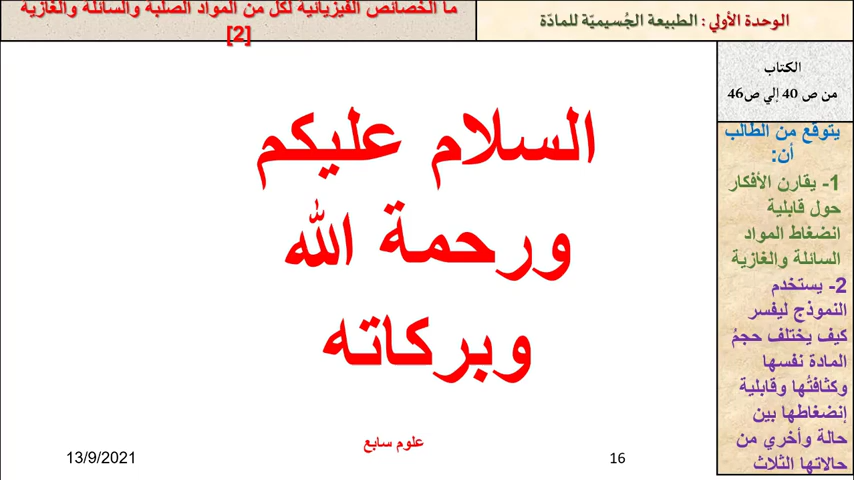 ما الخصائص الفيزيائية لكل من المواد الصلبة والسائلة والغازية
[2]
الوحدة الأولي : الطبيعة الجُسيميّة للمادّة
الكتاب
من ص 40 إلي ص46
يتوقع من الطالب
أن:
1- يقارن الأفكار
حول قابلية
انضغاط المواد
السائلة والغازية
2- يستخدم
النموذج ليفسر
كيف يختلف حجمُ
المادة نفسها
وكثافتُها وقابلية
إنضغاطها بين
حالة وأخري من
حالاتها الثلاث
السلام عليكم
ورحمة الله
وبركاته
علوم سابع
13/9/2021
16